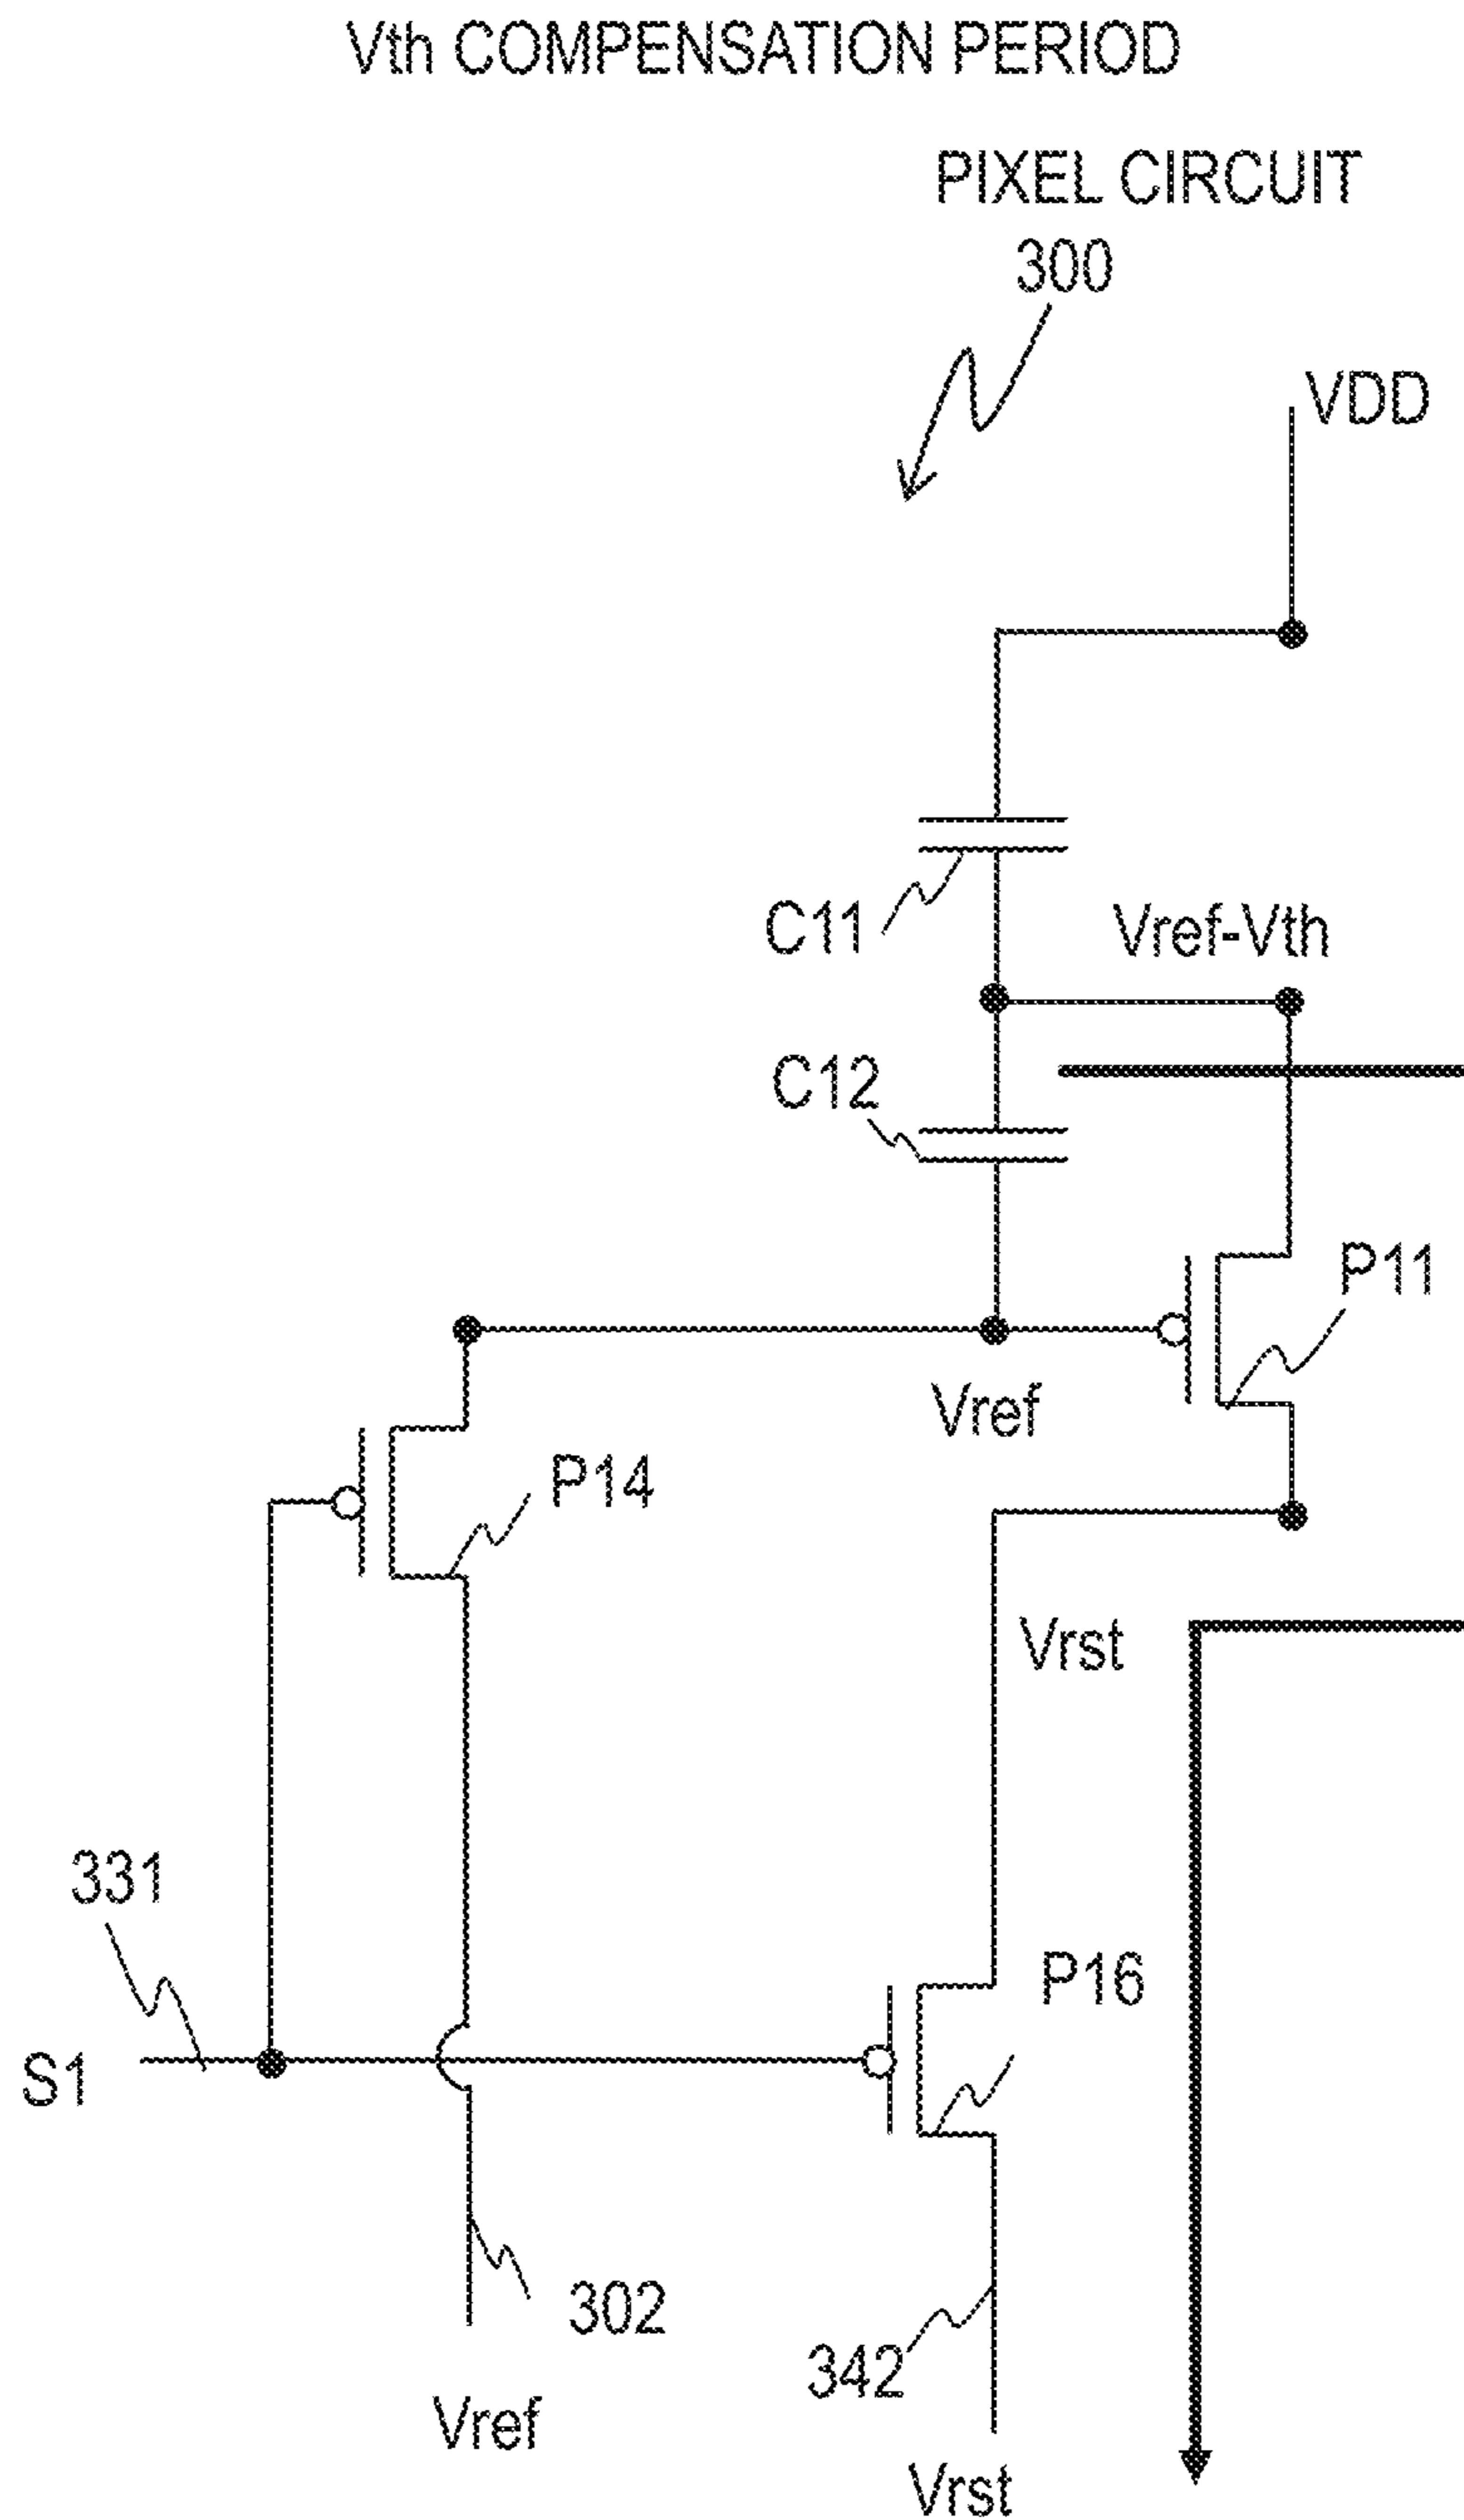 Vth COMPENSATION PERIOD
PIXEL CIRCUIT
300
VDD
C11
Vref-Vth
C12
P11
Vref
P14
Vrst
331
P16
S1
302
342
Vref
Vrst